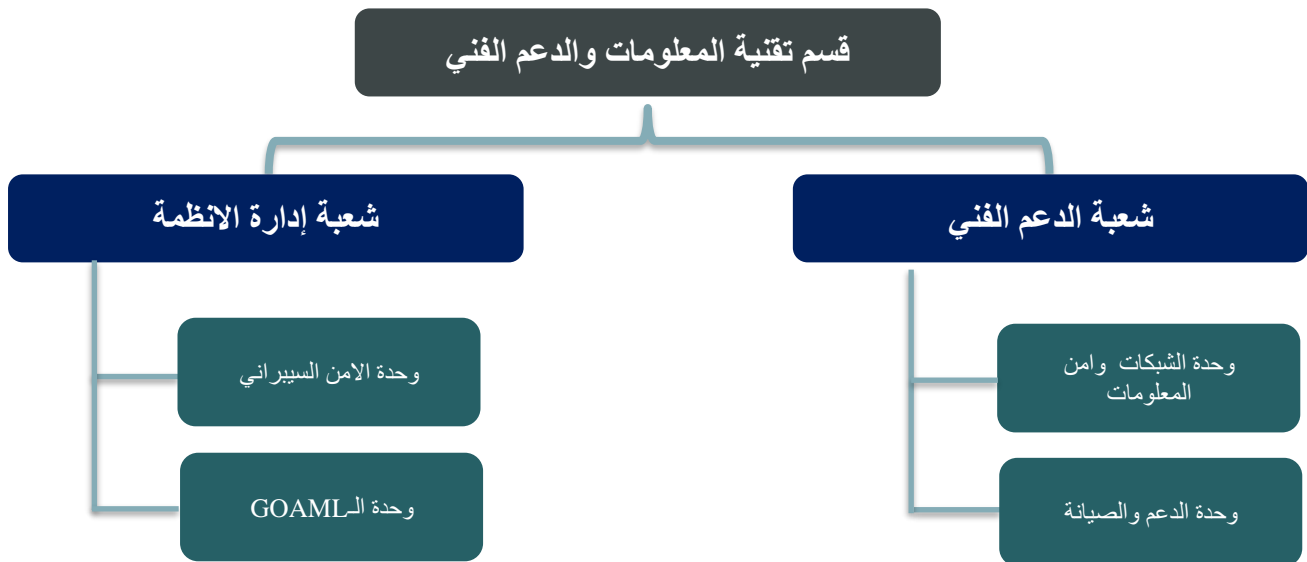 قسم تقنية المعلومات والدعم الفني
شعبة الدعم الفني
شعبة إدارة الانظمة
وحدة الشبكات وامن
المعلومات
وحدة الدعم والصيانة
وحدة الامن السيبراني
وحدة الـGOAML